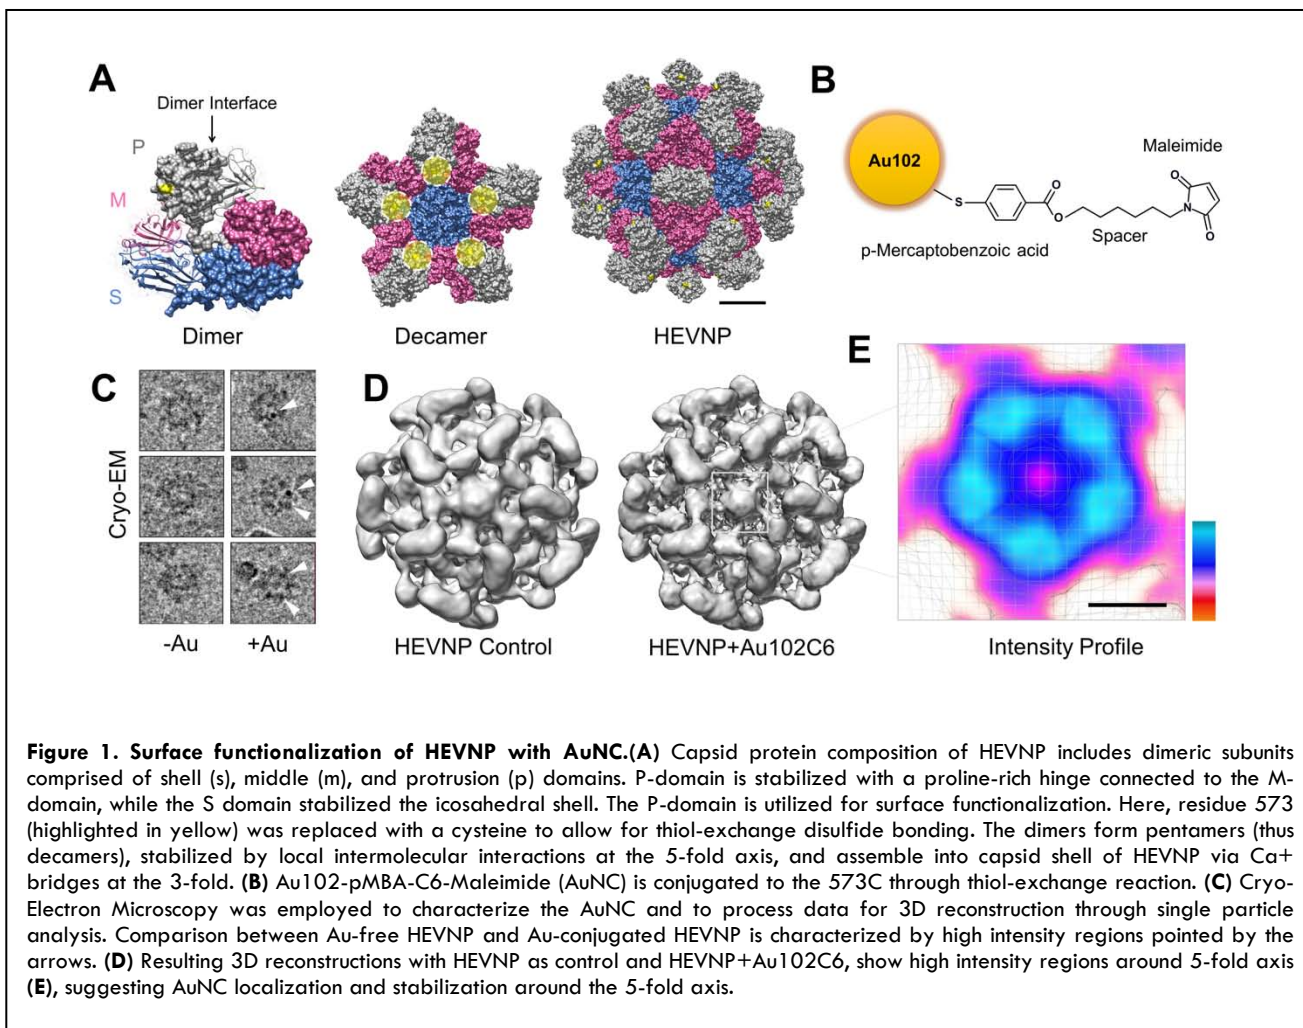 A
Dimer Interface
P
M
S
Dimer
Decamer
HEVNP
B
Au102
S
O
O
Maleimide
O
N
O
p-Mercaptobenzoic acid
Spacer
C
Cryo-EM
-Au
+Au
D
HEVNP Control
HEVNP+Au102C6
E
Intensity Profile
Figure 1. Surface functionalization of HEVNP with AuNC.(A) Capsid protein composition of HEVNP includes dimeric subunits
comprised of shell (s), middle (m), and protrusion (p) domains. P-domain is stabilized with a proline-rich hinge connected to the M-
domain, while the S domain stabilized the icosahedral shell. The P-domain is utilized for surface functionalization. Here, residue 573
(highlighted in yellow) was replaced with a cysteine to allow for thiol-exchange disulfide bonding. The dimers form pentamers (thus
decamers), stabilized by local intermolecular interactions at the 5-fold axis, and assemble into capsid shell of HEVNP via Ca+
bridges at the 3-fold. (B) Au102-pMBA-C6-Maleimide (AuNC) is conjugated to the 573C through thiol-exchange reaction. (C) Cryo-
Electron Microscopy was employed to characterize the AuNC and to process data for 3D reconstruction through single particle
analysis. Comparison between Au-free HEVNP and Au-conjugated HEVNP is characterized by high intensity regions pointed by the
arrows. (D) Resulting 3D reconstructions with HEVNP as control and HEVNP+Au102C6, show high intensity regions around 5-fold axis
(E), suggesting AuNC localization and stabilization around the 5-fold axis.